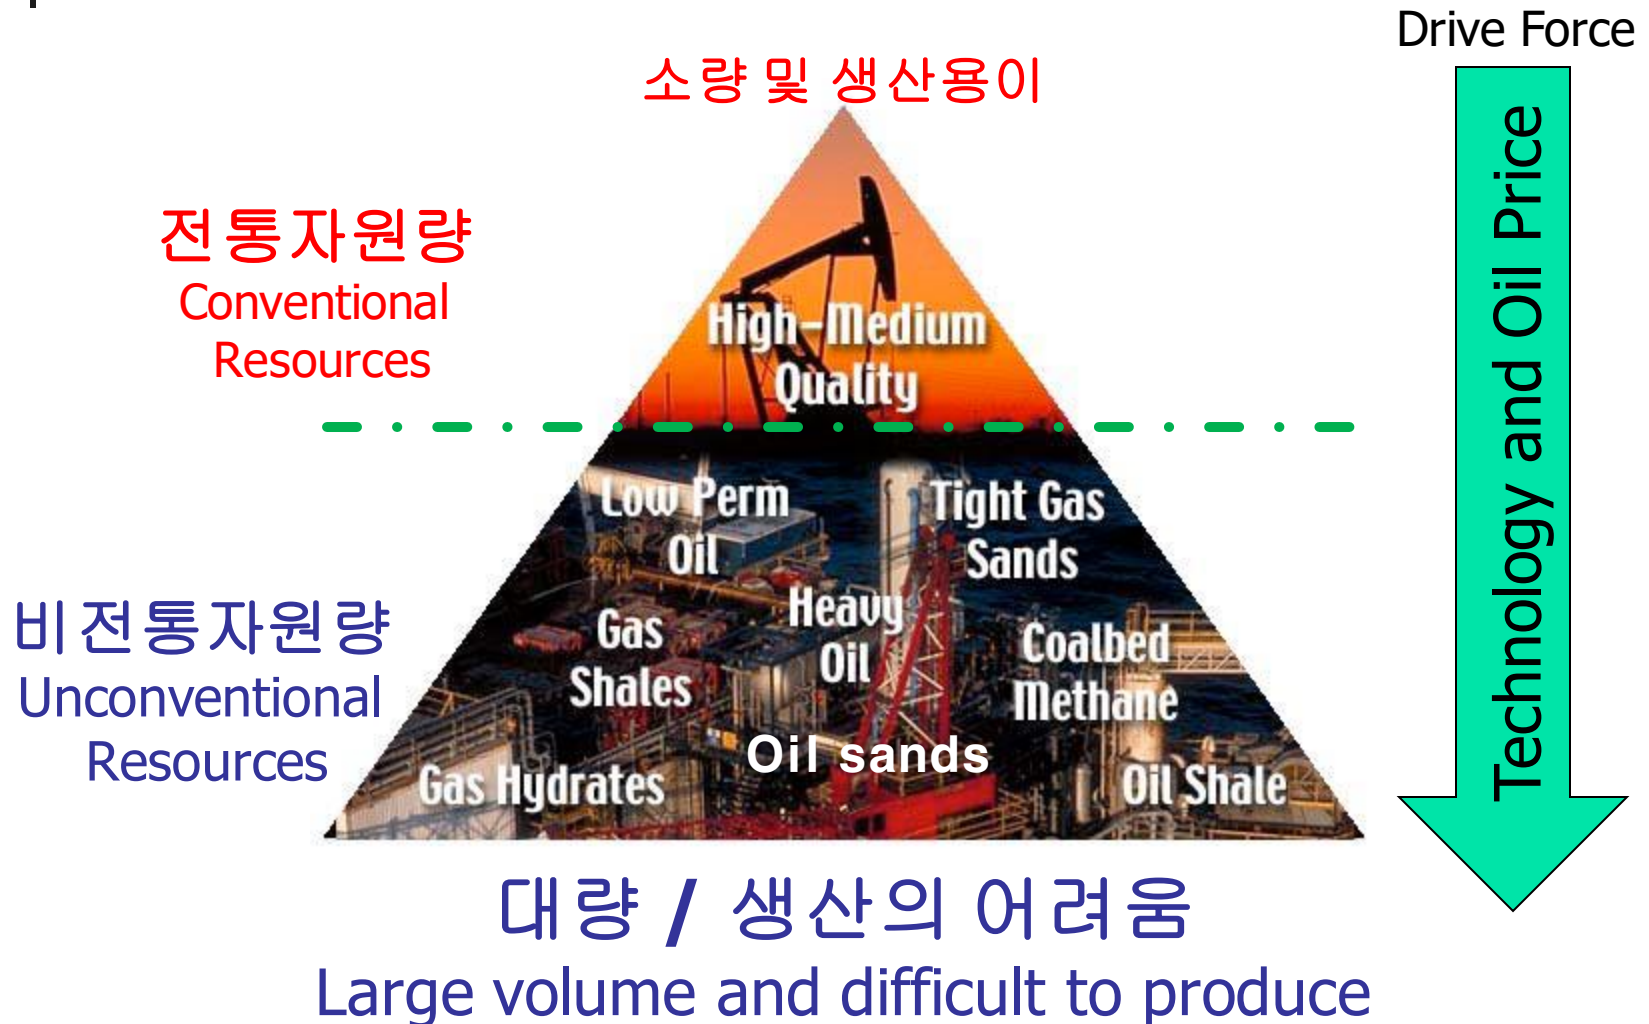 Drive Force
소량 및 생산용이
전통자원량
Conventional
Resources
High-Medium
Quality
Technology and Oil Price
Low Perm
Oil
Tight Gas
Sands
비전통자원량
Unconventional
Resources
Gas
Shales
Heavy
Oil
Coalbed
Methane
Oil sands
Gas Hydrates
Oil Shale
대량 / 생산의 어려움
Large volume and difficult to produce